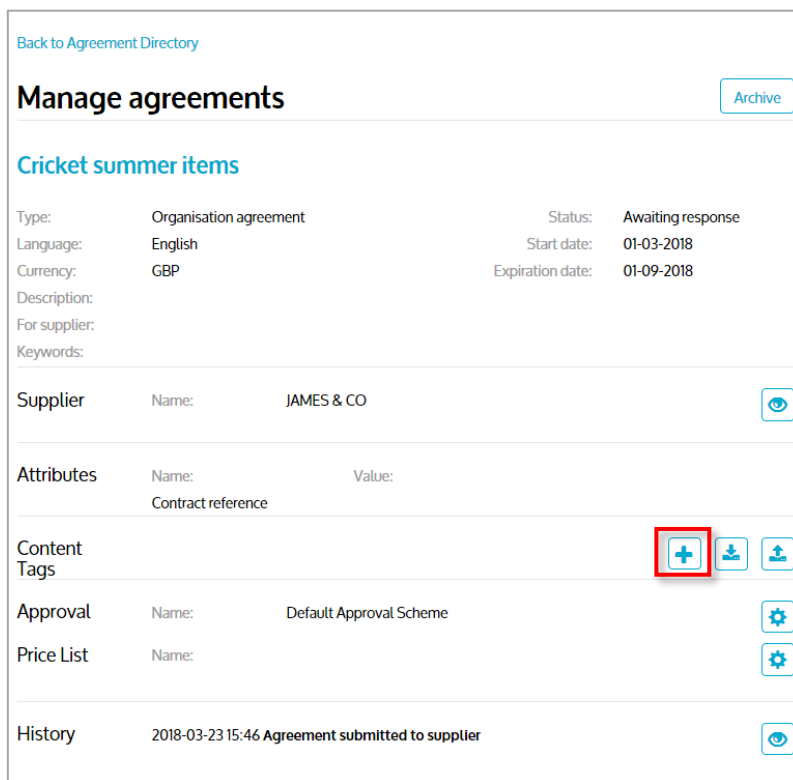 Back to Agreement Directory
Manage agreements Archive
Cricket summer items
Type: Organisation agreement Status: Awaiting response
Language: English Start date: 01-03-2018
Currency: GBP Expiration date: 01-09-2018
Description:
For supplier:
Keywords:
Supplier Name: JAMES & CO
Attributes Name: Value:
Contract reference
Content
Tags
Approval Name: Default Approval Scheme
Price List Name:
History 2018-03-23 15:46 Agreement submitted to supplier